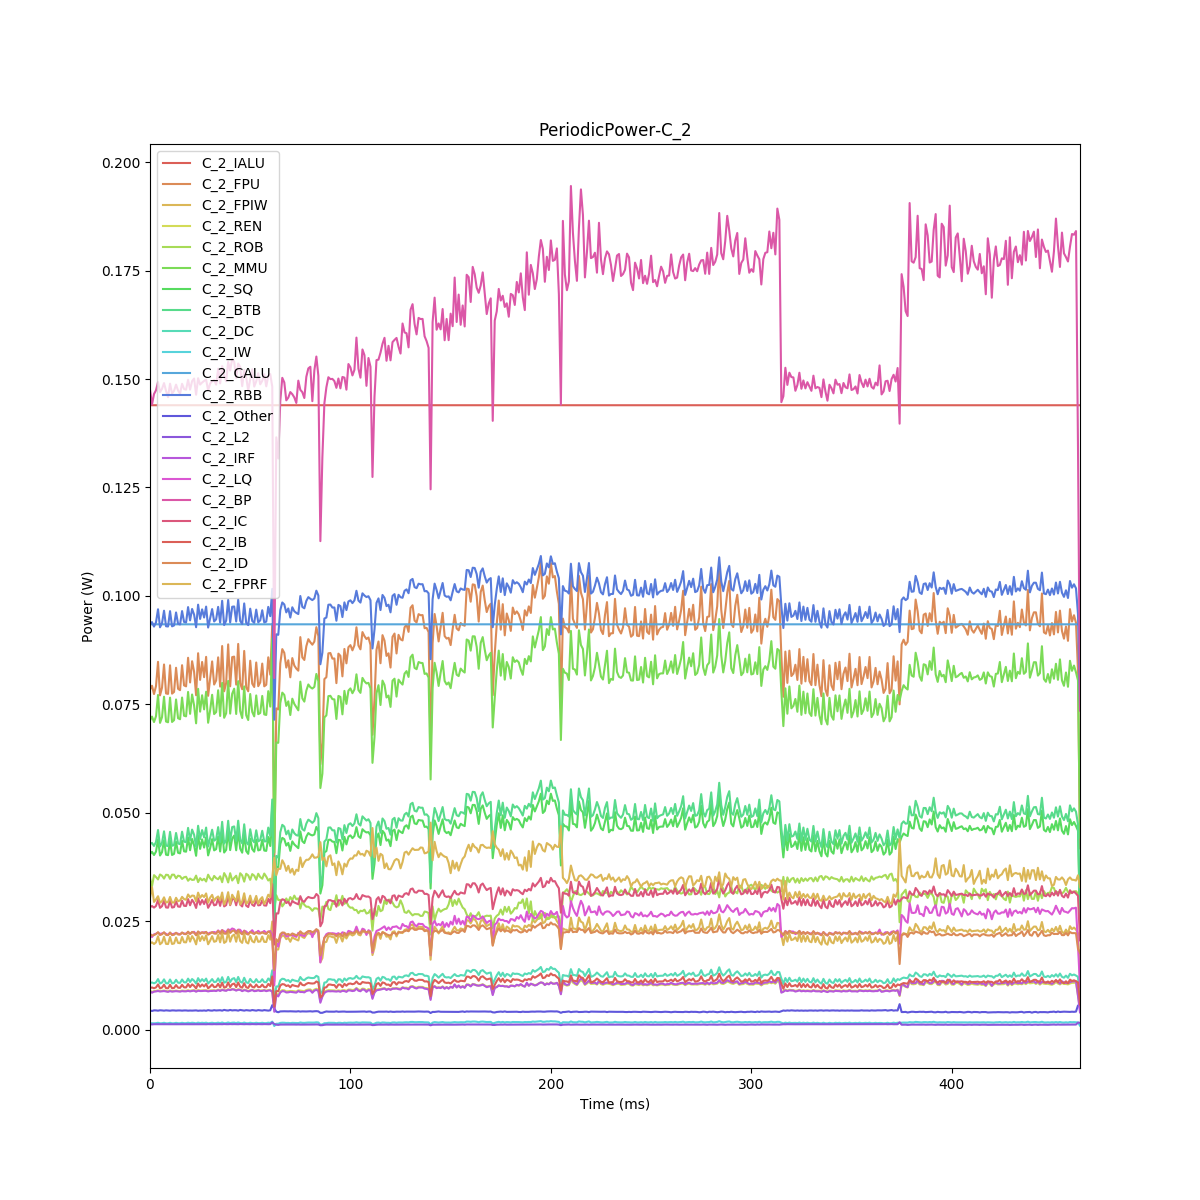 PeriodicPower-C_2
0.200
0.175
0.150
0.125
0.100
0.075
0.050
0.025
0.000
Power (W)
C_2_IALU
C_2_FPU
C_2_FPIW
C_2_REN
C_2_ROB
C_2_MMU
C_2_SQ
C_2_BTB
C_2_DC
C_2_IW
C_2_CALU
C_2_RBB
C_2_Other
C_2_L2
C_2_IRF
C_2_LQ
C_2_BP
C_2_IC
C_2_IB
C_2_ID
C_2_FPRF
0 100 200 300 400
Time (ms)